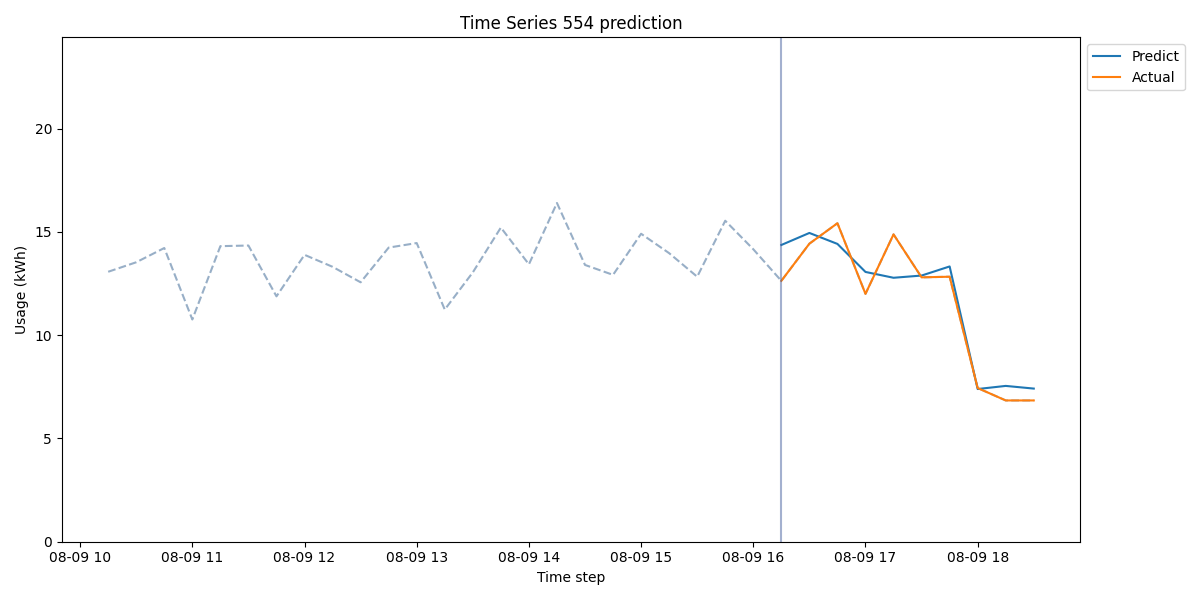 Time Series 554 prediction
Predict
Actual
Usage (kWh)
20
15
10
5
0
08-09 10
08-09 11
08-09 12
08-09 13
08-09 14
08-09 15
08-09 16
08-09 17
08-09 18
Time step